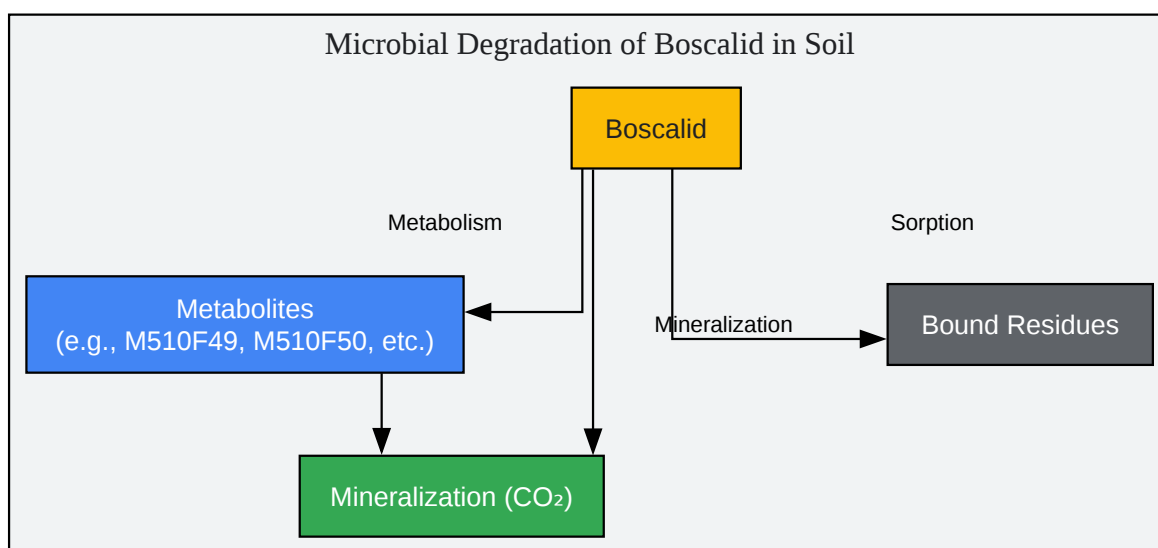 Microbial Degradation of Boscalid in Soil
Boscalid
Metabolism
Sorption
Metabolites
(e.g., M510F49, M510F50, etc.)
Mineralization
Bound Residues
Mineralization (CO₂)